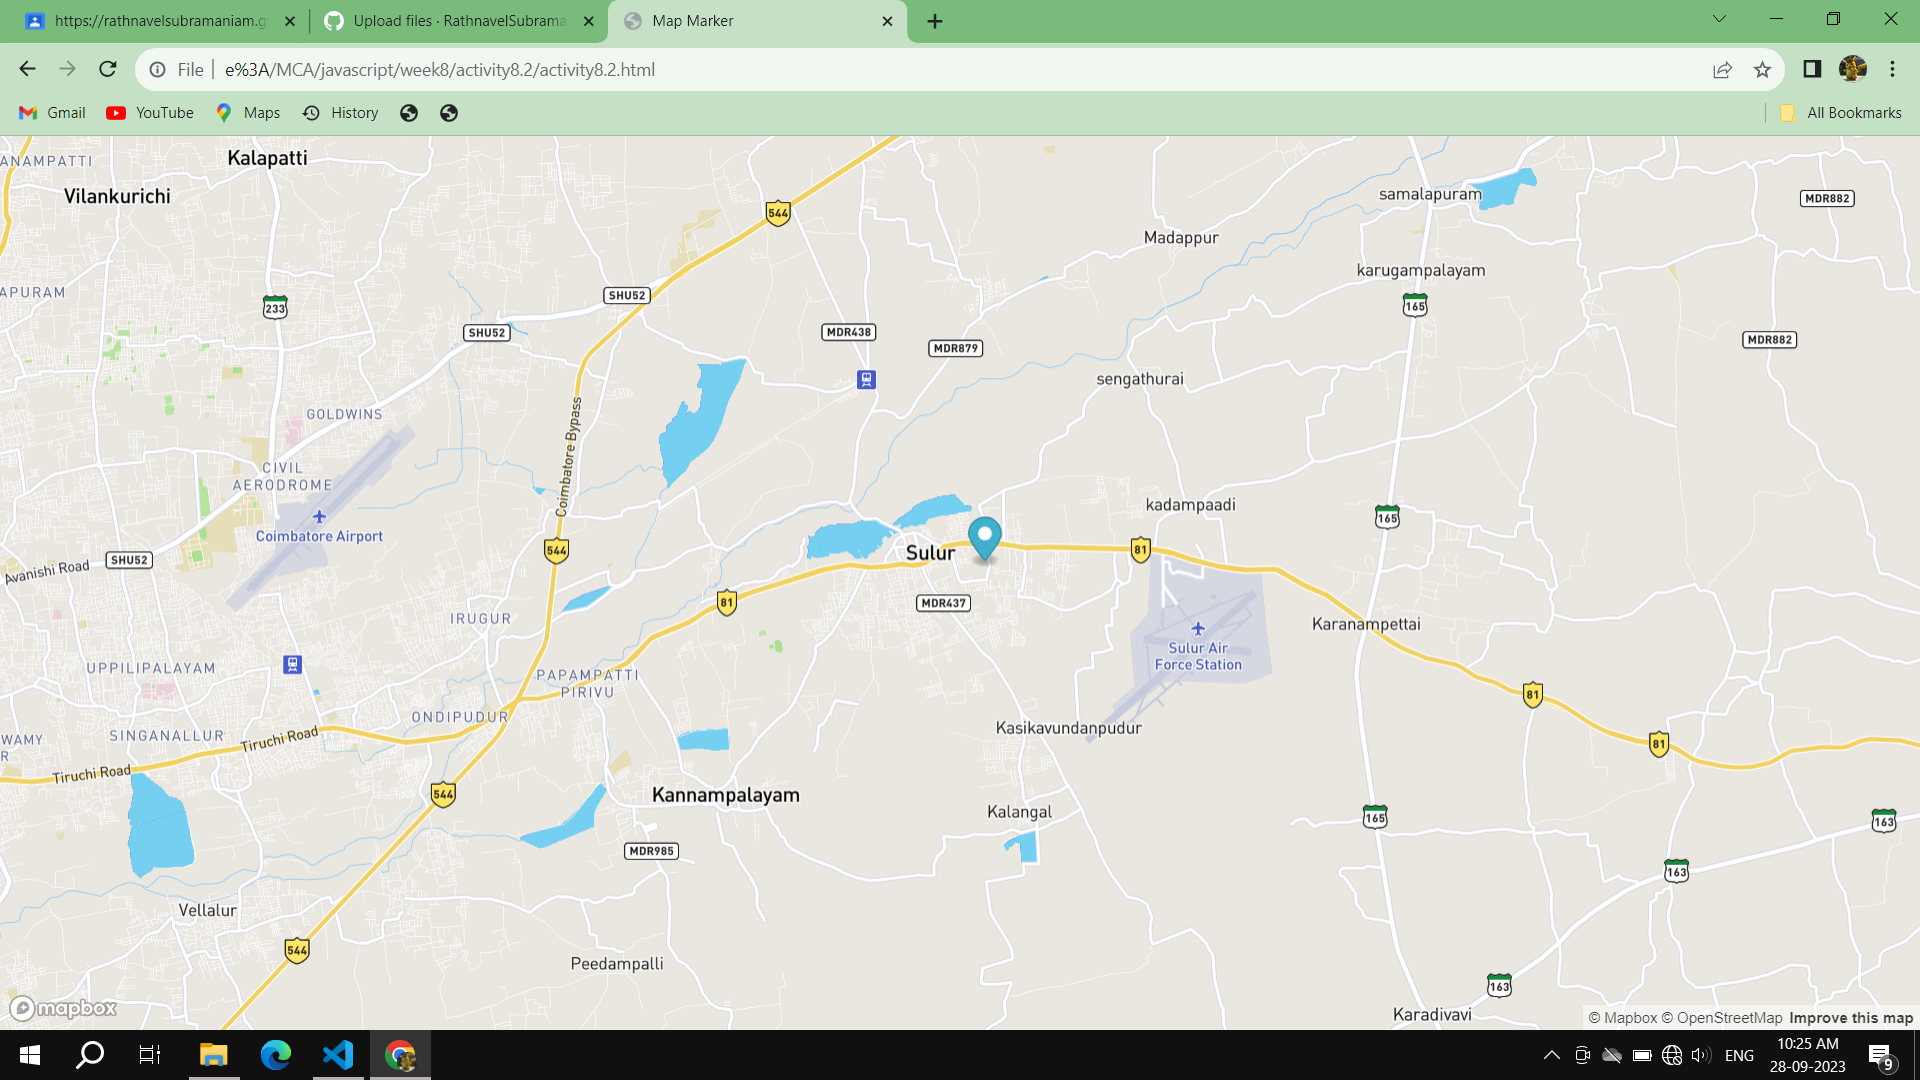 https://rathnavelsubramaniam.g
Upload files · RathnavelSubrama
Map Marker
File
e%3A/MCA/javascript/week8/activity8.2/activity8.2.html
Gmail
YouTube
Maps
History
All Bookmarks
ANAMPATTI
Kalapatti
Vilankurichi
544
samalapuram
MDR882
Madappur
karugampalayam
APURAM
SHU52
233
165
SHU52
MDR438
MDR879
MDR882
sengathurai
GOLDWINS
Coimbatore Bypass
CIVIL
AERODROME
kadampaadi
Coimbatore Airport
165
SHU52
Avanishi Road
544
Sulur
81
81
MDR437
IRUGUR
Karanampettai
Sulur Air
Force Station
UPPILIPALAYAM
PAPAMPATTI
PIRIVU
81
ONDIPUDUR
Kasikavundanpudur
SINGANALLUR
Tiruchi Road
WAMY
R
81
Tiruchi Road
544
Kannampalayam
Kalangal
165
163
MDR985
163
Vellalur
544
Peedampalli
163
mapbox
Karadivavi
© Mapbox © OpenStreetMap Improve this map
ENG
10:25 AM
28-09-2023
9